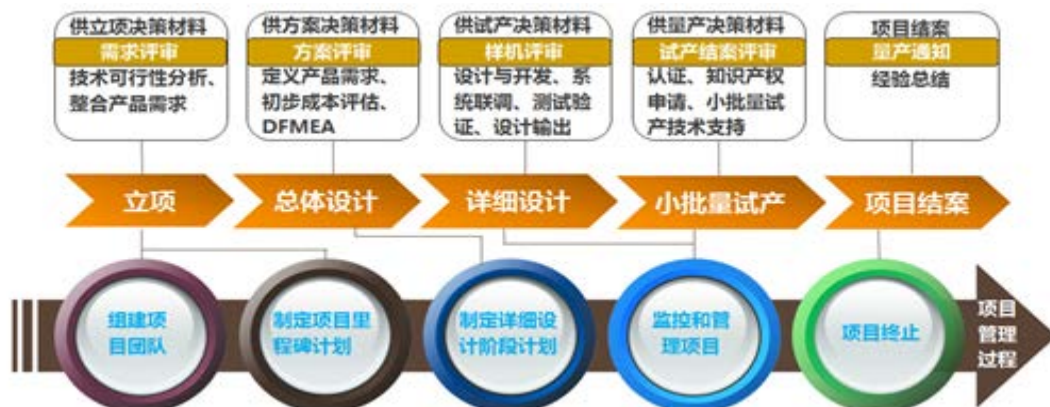 供立项决策材料
需求评审
技术可行性分析、
整合产品需求
供方案决策材料
方案评审
定义产品需求、
初步成本评估、
DFMEA
供试产决策材料
样机评审
设计与开发、系
统联调、测试验
证、设计输出
供量产决策材料
试产结案评审
认证、知识产权
申请、小批量试
产技术支持
项目结案
量产通知
经验总结
立项
总体设计
详细设计
小批量试产
项目结案
组建项
目团队
制定项目里
程碑计划
制定详细设
计阶段计划
监控和管
理项目
项目终止
项目
管理
过程